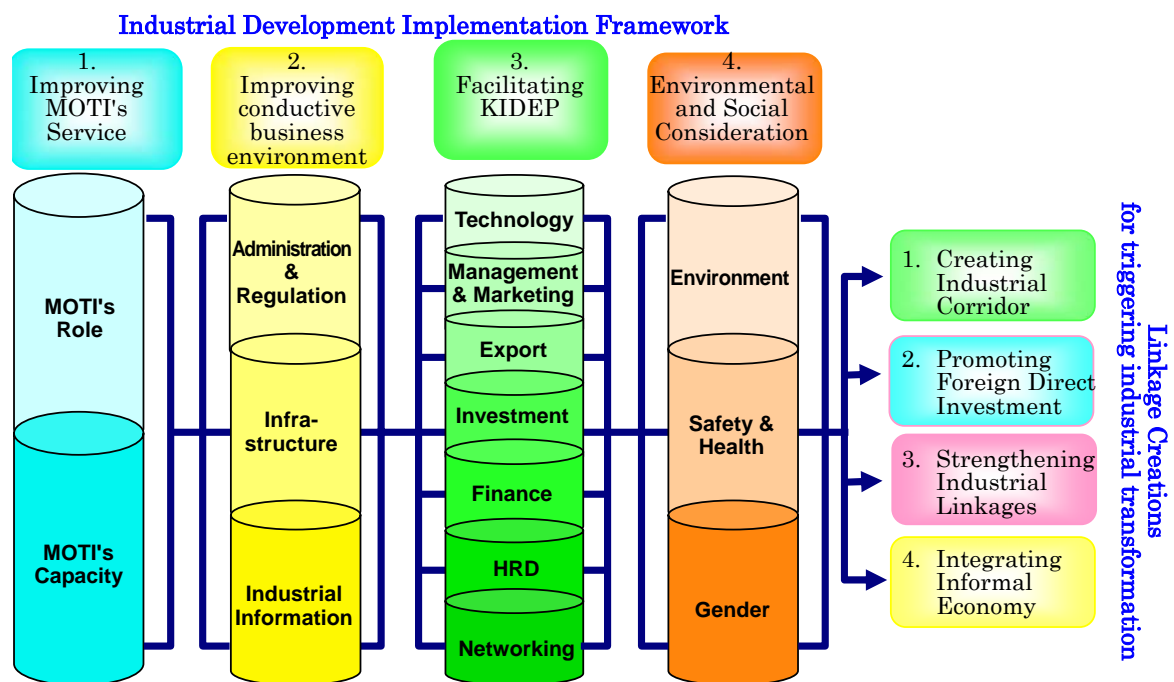 Industrial Development Implementation Framework
1.
Improving
MOTI's
Service
2.
Improving
conductive
business
environment
3.
Facilitating
KIDEP
4.
Environmental
and Social
Consideration
MOTI's
Role
MOTI's
Capacity
Administration
&
Regulation
Infra-
structure
Industrial
Information
Technology
Management
& Marketing
Export
Investment
Finance
HRD
Networking
Environment
Safety &
Health
Gender
1. Creating
Industrial
Corridor
2. Promoting
Foreign Direct
Investment
3. Strengthening
Industrial
Linkages
4. Integrating
Informal
Economy
Linkage Creations
for triggering industrial transformation